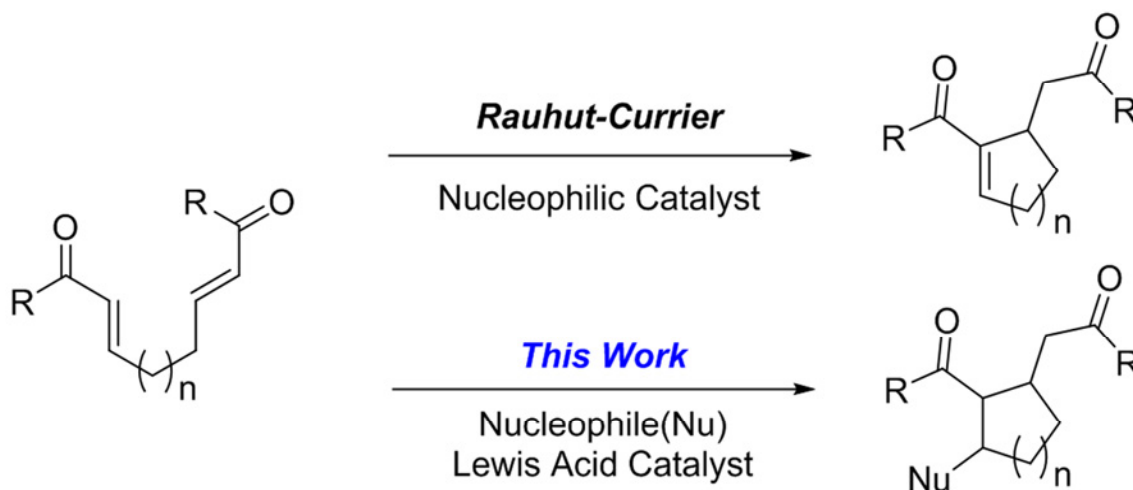 O
R
R
O
n
Rauhut-Currier
Nucleophilic Catalyst
O
R
O
R
n
This Work
Nucleophile(Nu)
Lewis Acid Catalyst
O
R
O
R
Nu
n